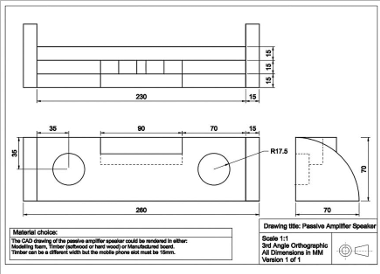 15
15
15
230
15
35
90
70
15
35
R17.5
70
260
70
Material choice:
The CAD drawing of the passive amplifier speaker could be rendered in either:
Modelling foam, Timber (softwood or hard wood) or Manufactured board.
Timber can be a different width but the mobile phone slot must be 15mm.
Drawing title: Passive Amplifier Speaker
Scale 1:1
3rd Angle Orthographic
All Dimensions in MM
Version 1 of 1